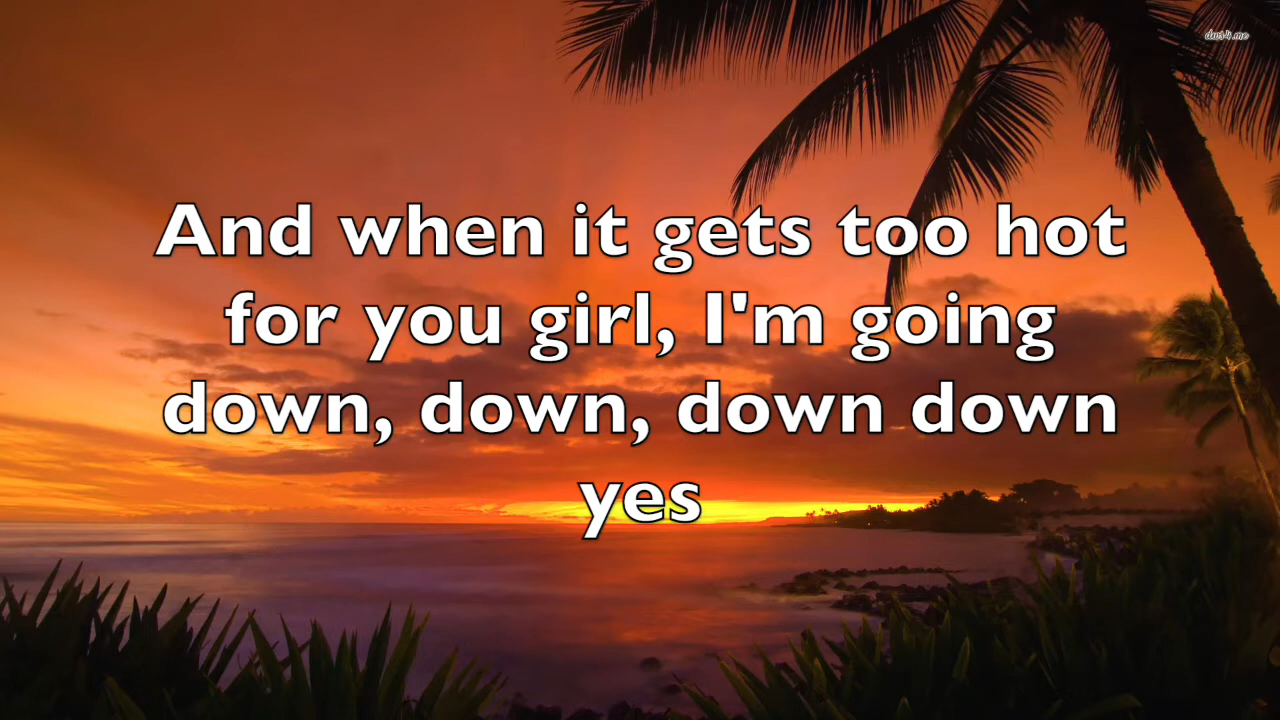 And when it gets too hot
for you girl, I'm going
down, down, down down
yes